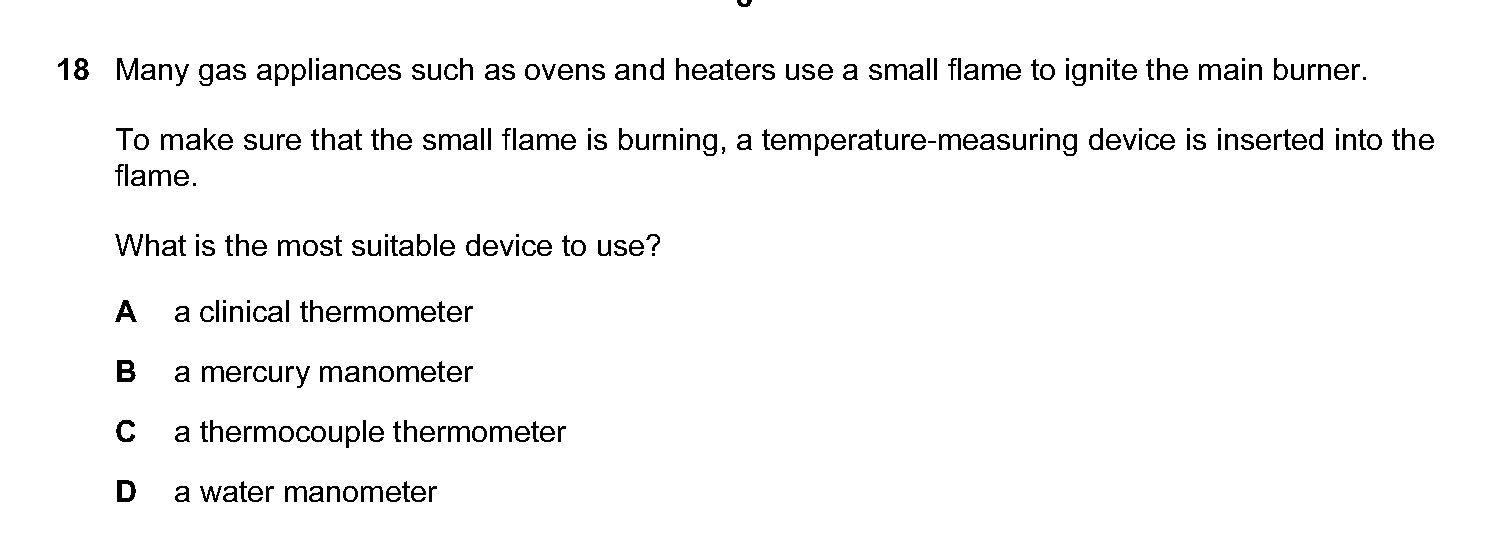 18 Many gas appliances such as ovens and heaters use a small flame to ignite the main burner.
To make sure that the small flame is burning, a temperature-measuring device is inserted into the
flame.
What is the most suitable device to use?
A a clinical thermometer
B a mercury manometer
C a thermocouple thermometer
D a water manometer